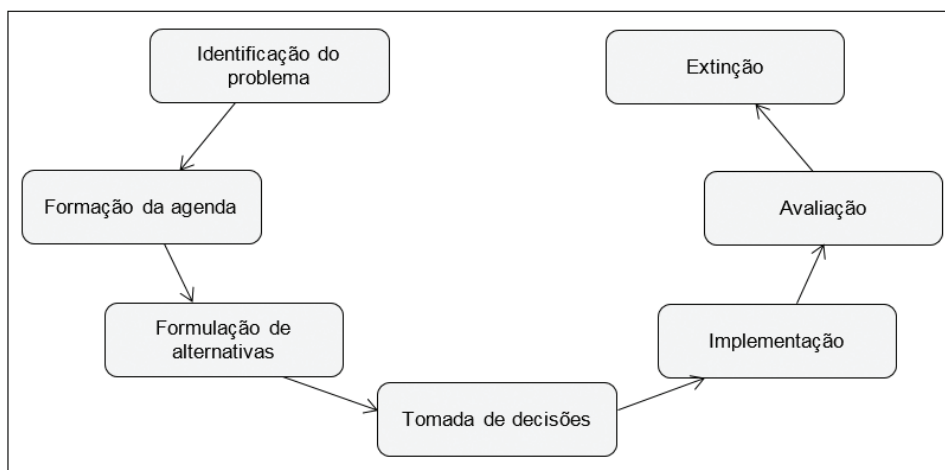 Identificação do
problema
Formação da agenda
Formulação de
alternativas
Tomada de decisões
Implementação
Avaliação
Extinção